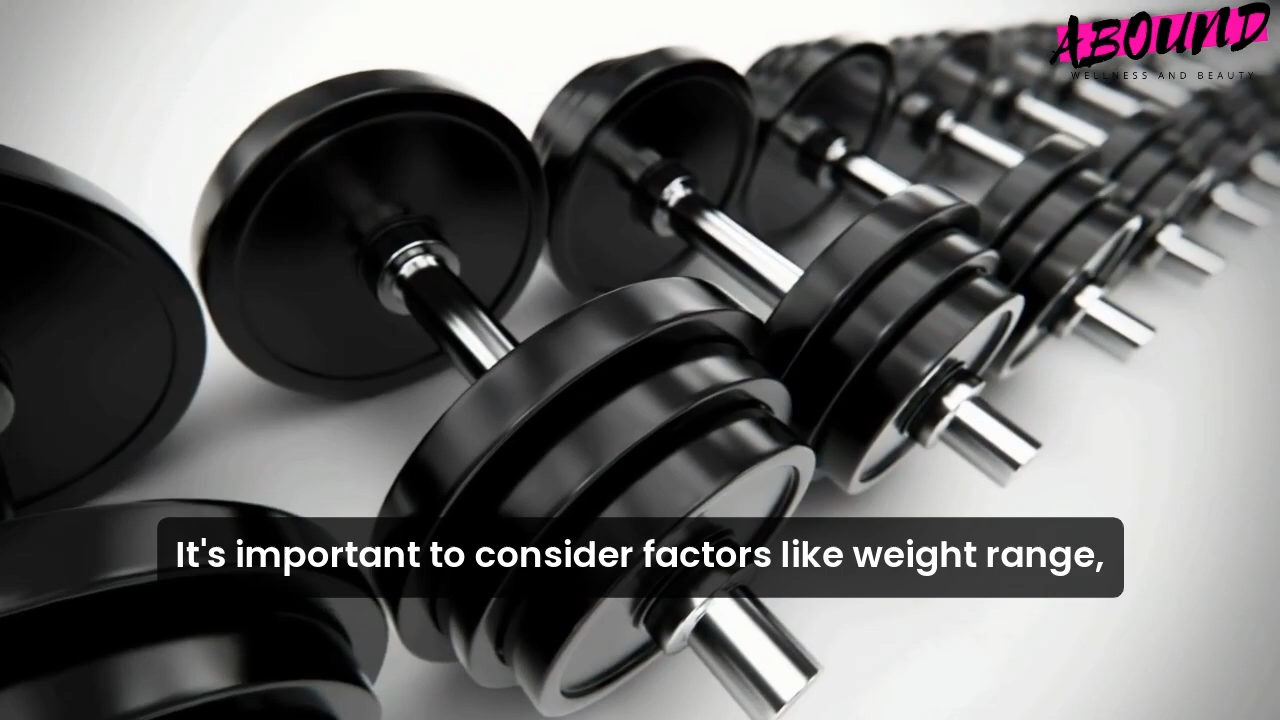 ABOUND
WELLNESS AND BEAUTY
It's important to consider factors like weight range,